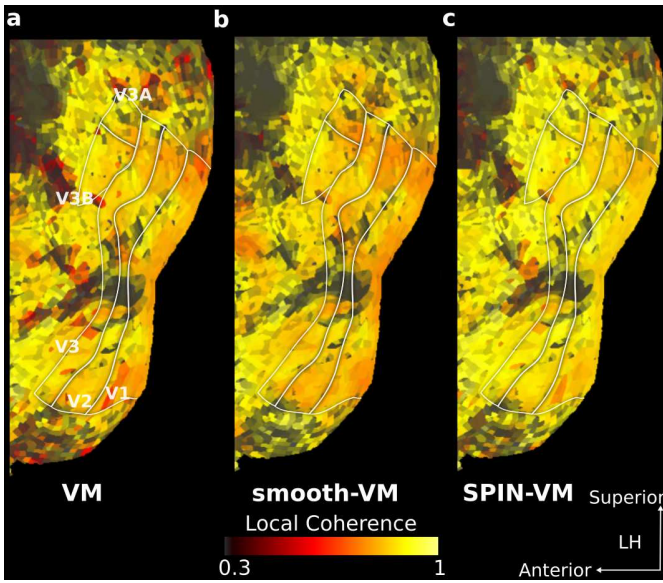 a
b
c
V3A
V3B
V3
V2
V1
VM
smooth-VM
SPIN-VM
Superior
Local Coherence
LH
0.3
1
Anterior